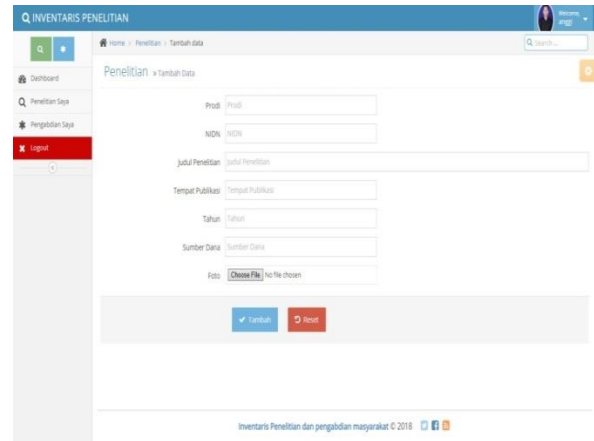 INVENTARIS PENELITIAN
Welcome,
anggi
Home > Penelitian > Tambah data
Search ...
Dashboard
Penelitian Saya
Pengabdian Saya
Logout
Penelitian » Tambah Data
Prodi Prodi
NIDN NIDN
Judul Penelitian Judul Penelitian
Tempat Publikasi Tempat Publikasi
Tahun Tahun
Sumber Dana Sumber Dana
Foto Choose File No file chosen
Tambah Reset
Inventaris Penelitian dan pengabdian masyarakat © 2018